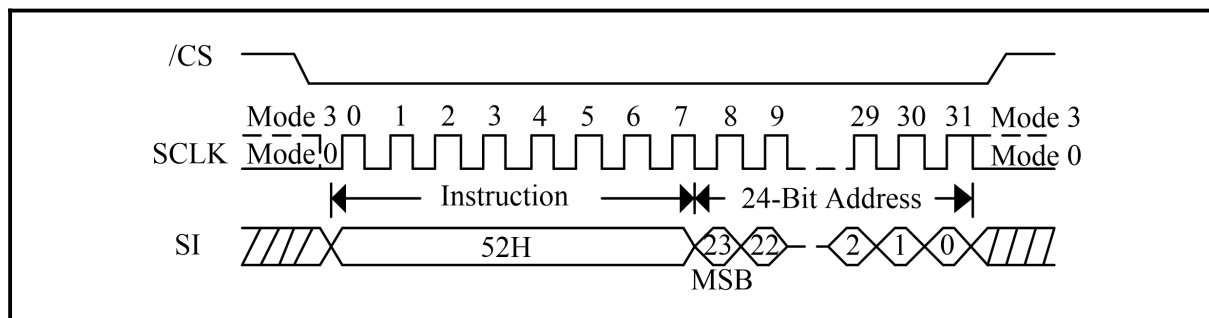 /CS
Mode 3 0 1 2 3 4 5 6 7 8 9 29 30 31 Mode 3
SCLK Mode 0 Mode 0
Instruction 24-Bit Address
SI 52H 23 22 2 1 0
MSB